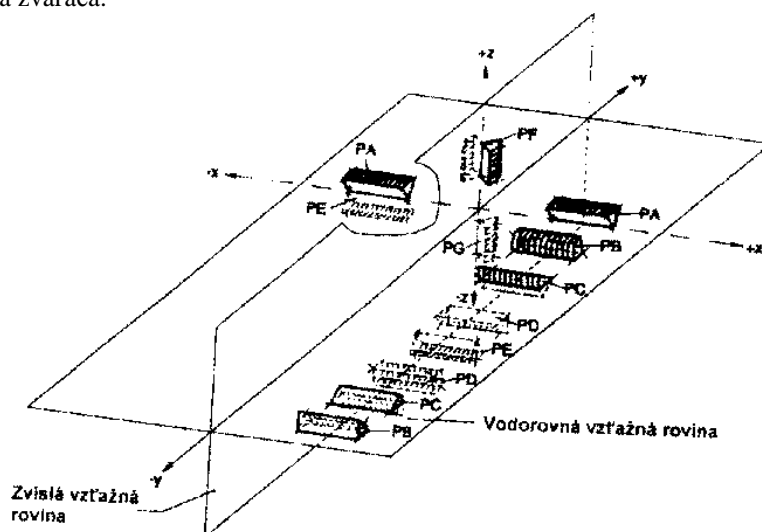 a zvárača.
+z
+y
PF
PA
-x
PE
PA
PG
PB
+x
PC
-z
PD
PE
PD
PC
PB
Vodorovná vzťažná rovina
-y
Zvislá vzťažná
rovina